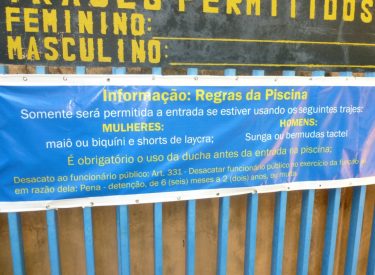 TRAJES PERMITIDOS
FEMININO:
MASCULINO:
Informação: Regras da Piscina
Somente será permitida a entrada se estiver usando os seguintes trajes:
MULHERES: HOMENS:
maiô ou biquíni e shorts de laycra; Sunga ou bermudas tactel
É obrigatório o uso da ducha antes da entrada na piscina;
Desacato ao funcionário público: Art. 331 - Desacatar funcionário público no exercício da função ou
em razão dela: Pena - detenção, de 6 (seis) meses a 2 (dois) anos, ou multa